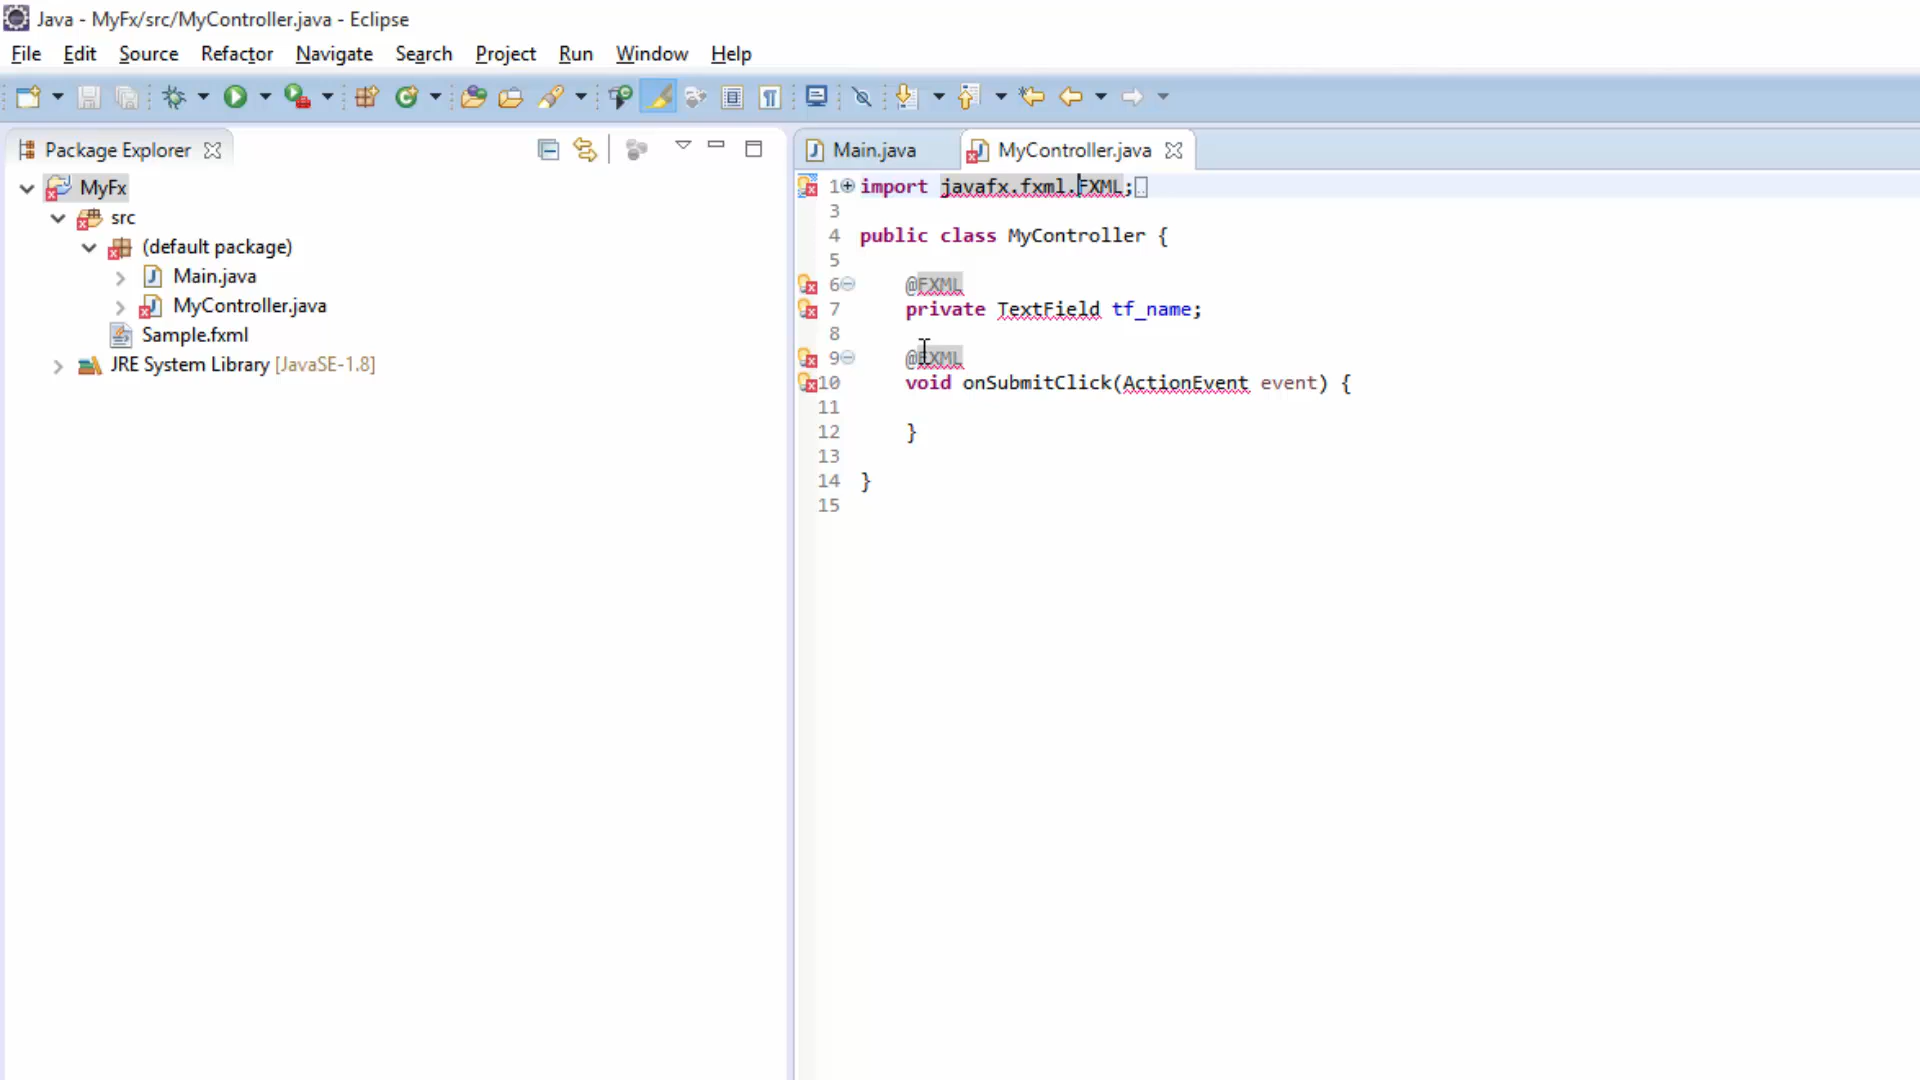 Java - MyFx/src/MyController.java - Eclipse
File Edit Source Refactor Navigate Search Project Run Window Help
Package Explorer
MyFx
src
(default package)
Main.java
MyController.java
Sample.fxml
JRE System Library [JavaSE-1.8]
Main.java MyController.java
1 import javafx.fxml.FXML;
3
4 public class MyController {
5
6 @FXML
7 private TextField tf_name;
8
9 @FXML
10 void onSubmitClick(ActionEvent event) {
11
12 }
13
14 }
15